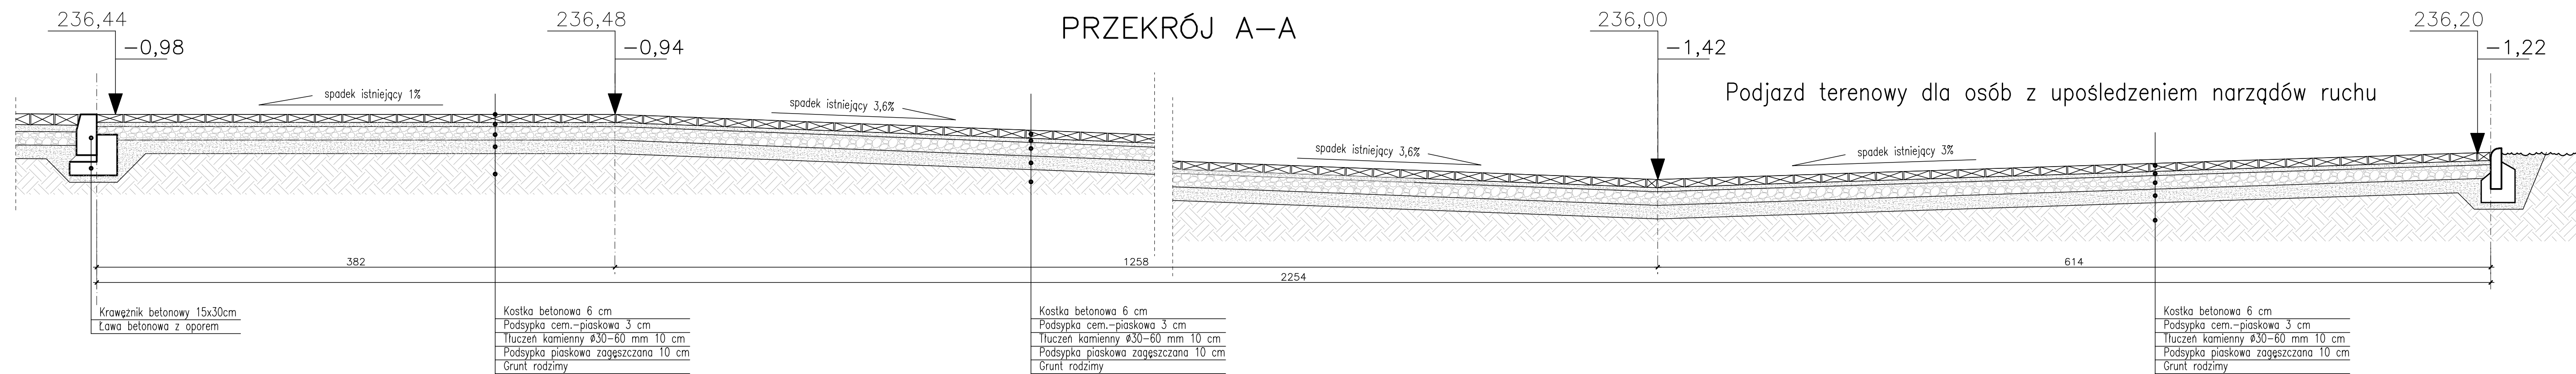 236,44
-0,98
236,48
-0,94
PRZEKRÓJ A-A
236,00
-1,42
236,20
-1,22
Podjazd terenowy dla osób z upośledzeniem narządów ruchu
spadek istniejący 1%
spadek istniejący 3,6%
spadek istniejący 3,6%
spadek istniejący 3%
382
1258
614
2254
Krawężnik betonowy 15x30cm
Ława betonowa z oporem
Kostka betonowa 6 cm
Podsypka cem.-piaskowa 3 cm
Tłuczeń kamienny Ø30-60 mm 10 cm
Podsypka piaskowa zagęszczana 10 cm
Grunt rodzimy
Kostka betonowa 6 cm
Podsypka cem.-piaskowa 3 cm
Tłuczeń kamienny Ø30-60 mm 10 cm
Podsypka piaskowa zagęszczana 10 cm
Grunt rodzimy
Kostka betonowa 6 cm
Podsypka cem.-piaskowa 3 cm
Tłuczeń kamienny Ø30-60 mm 10 cm
Podsypka piaskowa zagęszczana 10 cm
Grunt rodzimy